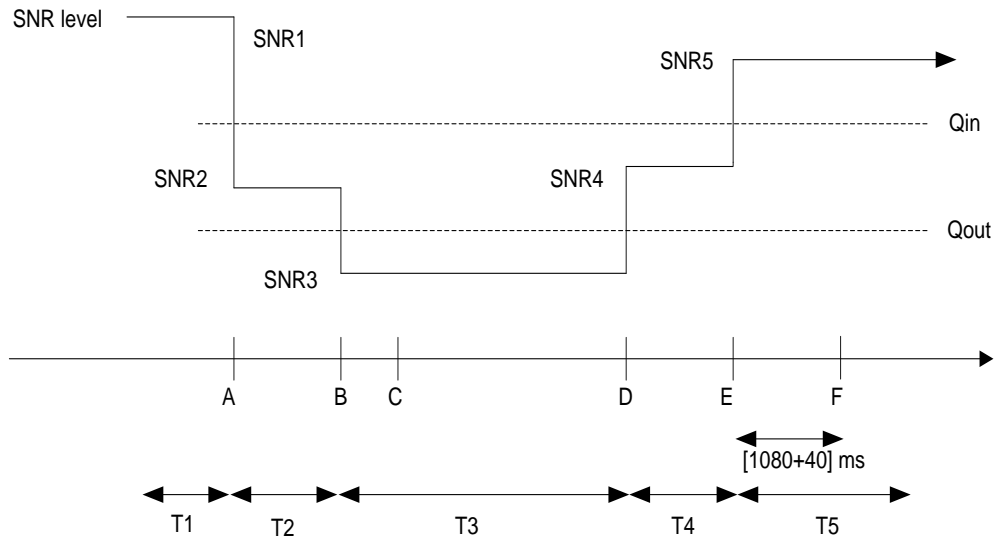 SNR level
SNR1
SNR5
Qin
SNR2
SNR4
Qout
SNR3
A B C D E F
[1080+40] ms
T1 T2 T3 T4 T5